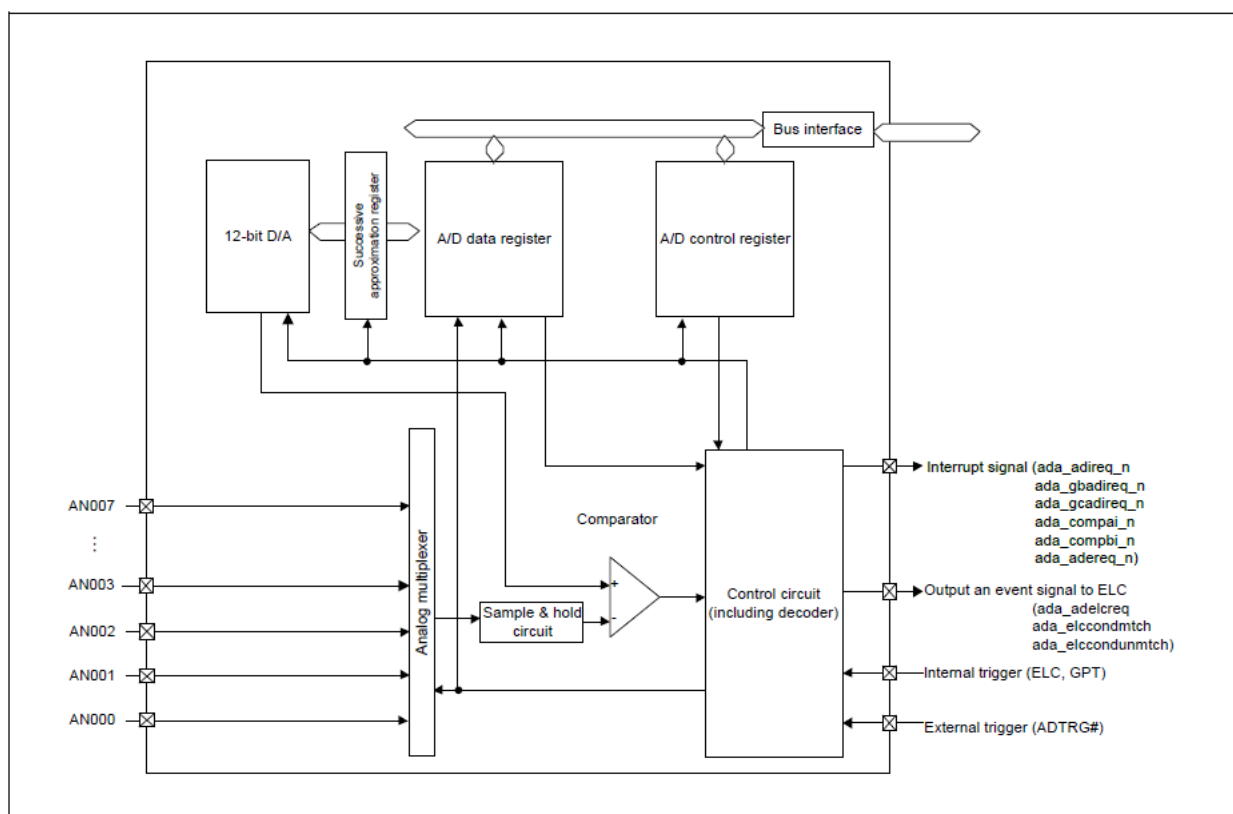 Bus interface
12-bit D/A
Successive
approximation register
A/D data register
A/D control register
AN007
⋮
AN003
AN002
AN001
AN000
Analog multiplexer
Sample & hold
circuit
Comparator
+
-
Control circuit
(including decoder)
Interrupt signal (ada_adireq_n
ada_gbadireq_n
ada_gcadireq_n
ada_compai_n
ada_compbi_n
ada_adereq_n)
Output an event signal to ELC
(ada_adelcreq
ada_elccondmtch
ada_elccondunmtch)
Internal trigger (ELC, GPT)
External trigger (ADTRG#)